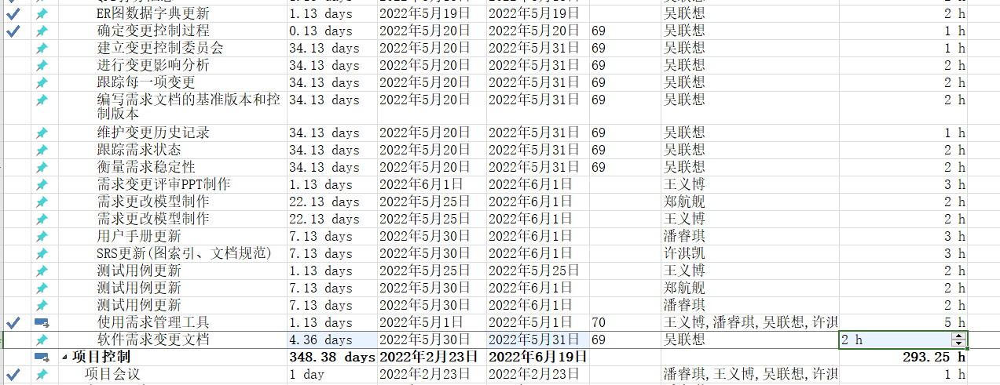 ER图数据字典更新 1.13 days 2022年5月19日 2022年5月19日 吴联想 2 h
确定变更控制过程 0.13 days 2022年5月20日 2022年5月20日 69 吴联想 1 h
建立变更控制委员会 34.13 days 2022年5月20日 2022年5月31日 69 吴联想 1 h
进行变更影响分析 34.13 days 2022年5月20日 2022年5月31日 69 吴联想 2 h
跟踪每一项变更 34.13 days 2022年5月20日 2022年5月31日 69 吴联想 2 h
编写需求文档的基准版本和控 34.13 days 2022年5月20日 2022年5月31日 69 吴联想 2 h
制版本
维护变更历史记录 34.13 days 2022年5月20日 2022年5月31日 69 吴联想 1 h
跟踪需求状态 34.13 days 2022年5月20日 2022年5月31日 69 吴联想 2 h
衡量需求稳定性 34.13 days 2022年5月20日 2022年5月31日 69 吴联想 2 h
需求变更评审PPT制作 1.13 days 2022年6月1日 2022年6月1日 王义博 3 h
需求更改模型制作 22.13 days 2022年5月25日 2022年6月1日 郑航舰 2 h
需求更改模型制作 22.13 days 2022年5月25日 2022年6月1日 王义博 2 h
用户手册更新 7.13 days 2022年5月30日 2022年6月1日 潘睿琪 3 h
SRS更新(图索引、文档规范) 7.13 days 2022年5月30日 2022年6月1日 许淇凯 3 h
测试用例更新 1.13 days 2022年5月25日 2022年5月25日 王义博 2 h
测试用例更新 7.13 days 2022年5月30日 2022年6月1日 郑航舰 2 h
测试用例更新 7.13 days 2022年5月30日 2022年6月1日 潘睿琪 2 h
使用需求管理工具 1.13 days 2022年5月1日 2022年5月1日 70 王义博,潘睿琪,吴联想,许淇 5 h
软件需求变更文档 4.36 days 2022年5月30日 2022年5月31日 69 吴联想 2 h
项目控制 348.38 days 2022年2月23日 2022年6月19日 293.25 h
项目会议 1 day 2022年2月23日 2022年2月23日 潘睿琪,王义博,吴联想,许淇 1 h